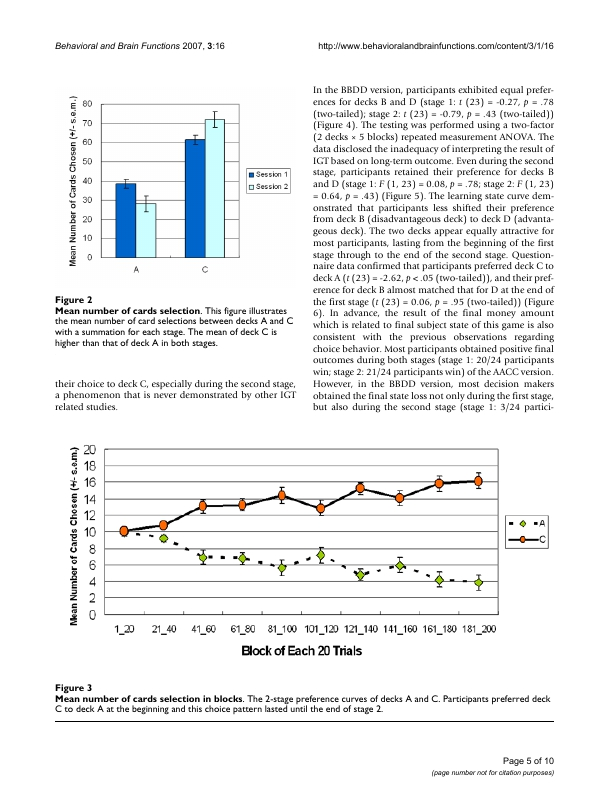 Behavioral and Brain Functions 2007, 3:16
http://www.behavioralandbrainfunctions.com/content/3/1/16
Mean Number of Cards Chosen (+/- s.e.m.)
80
70
60
50
40
30
20
10
0
A
C
Session 1
Session 2
Figure 2
Mean number of card selection. This figure illustrates
the mean number of card selections between decks A and C
with a summation for each stage. The mean of deck C is
higher than that of deck A in both stages.
their choice to deck C, especially during the second stage,
a phenomenon that is never demonstrated by other IGT
related studies.
In the BBDD version, participants exhibited equal prefer-
ences for decks B and D (stage 1: t (23) = -0.27, p = .78
(two-tailed); stage 2: t (23) = -0.79, p = .43 (two-tailed))
(Figure 4). The testing was performed using a two-factor
(2 decks × 5 blocks) repeated measurement ANOVA. The
data disclosed the inadequacy of interpreting the result of
IGT based on long-term outcome. Even during the second
stage, participants retained their preference for decks B
and D (stage 1: F (1, 23) = 0.08, p = .78; stage 2: F (1, 23)
= 0.64, p = .43) (Figure 5). The learning state curve dem-
onstrated that participants less shifted their preference
from deck B (disadvantageous deck) to deck D (advanta-
geous deck). The two decks appear equally attractive for
most participants, lasting from the beginning of the first
stage through to the end of the second stage. Question-
naire data confirmed that participants preferred deck C to
deck A (t (23) = -2.62, p < .05 (two-tailed)), and their pref-
erence for deck B almost matched that for D at the end of
the first stage (t (23) = 0.06, p = .95 (two-tailed)) (Figure
6). In advance, the result of the final money amount
which is related to final subject state of this game is also
consistent with the previous observations regarding
choice behavior. Most participants obtained positive final
outcomes during both stages (stage 1: 20/24 participants
win; stage 2: 21/24 participants win) of the AACC version.
However, in the BBDD version, most decision makers
obtained the final state loss not only during the first stage,
but also during the second stage (stage 1: 3/24 partici-
Mean Number of Cards Chosen (+/- s.e.m.)
20
18
16
14
12
10
8
6
4
2
0
1_20 21_40 41_60 61_80 81_100 101_120 121_140 141_160 161_180 181_200
Block of Each 20 Trials
A
C
Figure 3
Mean number of cards selection in blocks. The 2-stage preference curves of decks A and C. Participants preferred deck
C to deck A at the beginning and this choice pattern lasted until the end of stage 2.
Page 5 of 10
(page number not for citation purposes)